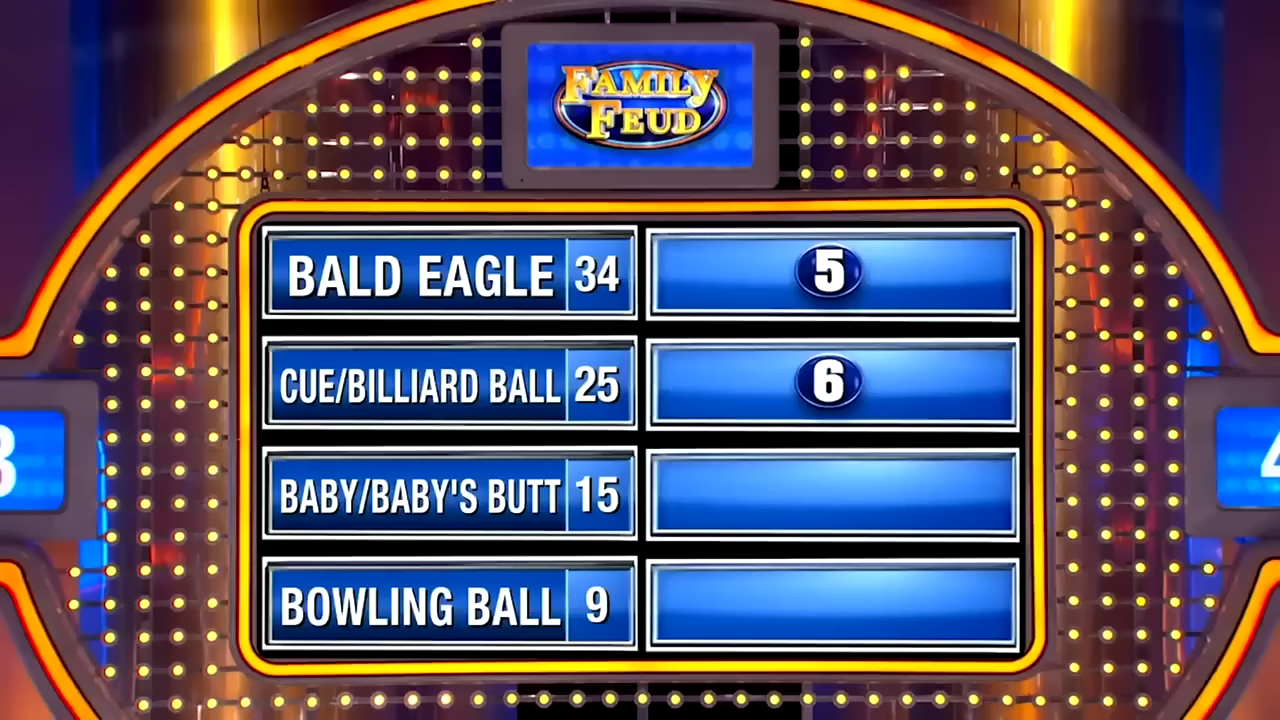 FAMILY
FEUD
BALD EAGLE 34
5
CUE/BILLIARD BALL 25
6
BABY/BABY'S BUTT 15
BOWLING BALL 9